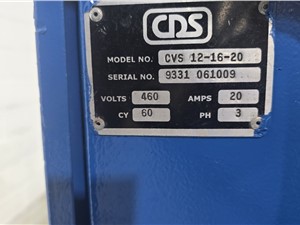 CDS
MODEL NO. CVS 12-16-20
SERIAL NO. 9331 061009
VOLTS 460 AMPS 20
CY 60 PH 3